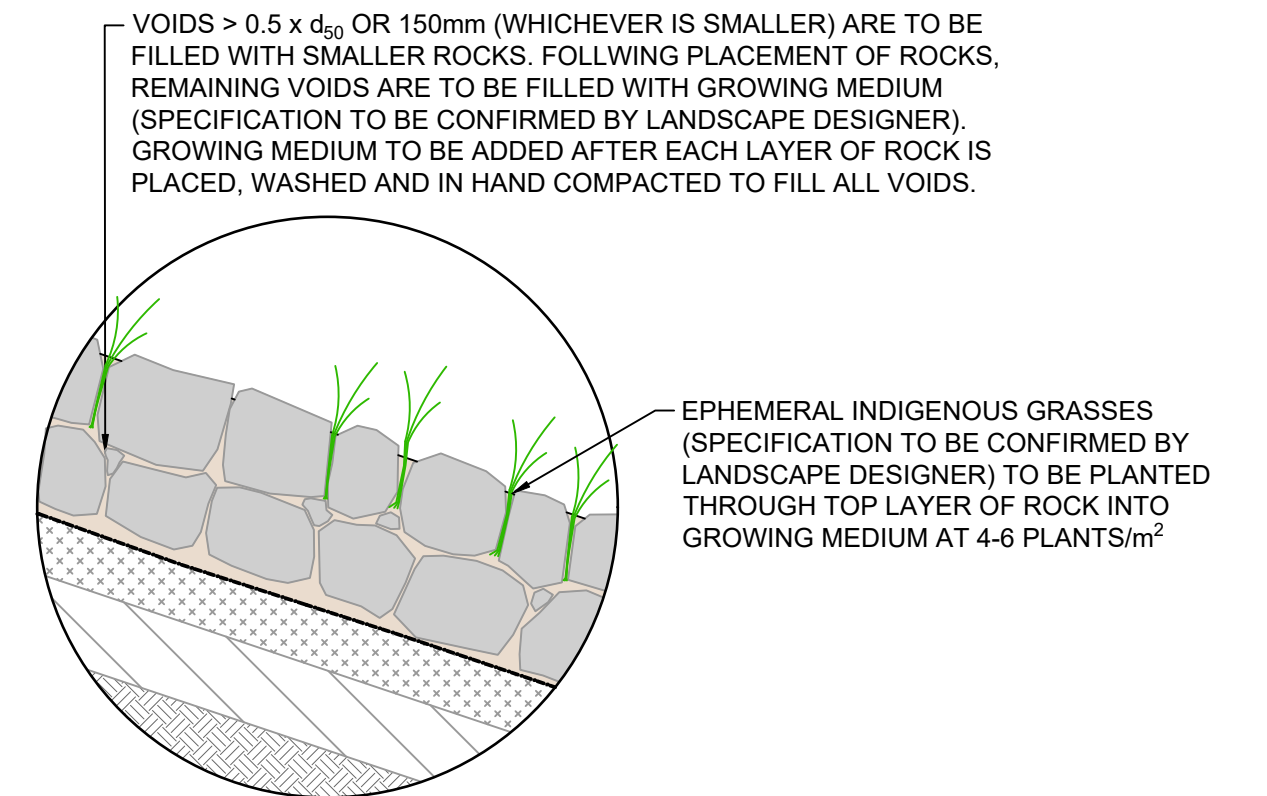 VOIDS > 0.5 x d50 OR 150mm (WHICHEVER IS SMALLER) ARE TO BE
FILLED WITH SMALLER ROCKS. FOLLWING PLACEMENT OF ROCKS,
REMAINING VOIDS ARE TO BE FILLED WITH GROWING MEDIUM
(SPECIFICATION TO BE CONFIRMED BY LANDSCAPE DESIGNER).
GROWING MEDIUM TO BE ADDED AFTER EACH LAYER OF ROCK IS
PLACED, WASHED AND IN HAND COMPACTED TO FILL ALL VOIDS.
EPHEMERAL INDIGENOUS GRASSES
(SPECIFICATION TO BE CONFIRMED BY
LANDSCAPE DESIGNER) TO BE PLANTED
THROUGH TOP LAYER OF ROCK INTO
GROWING MEDIUM AT 4-6 PLANTS/m²